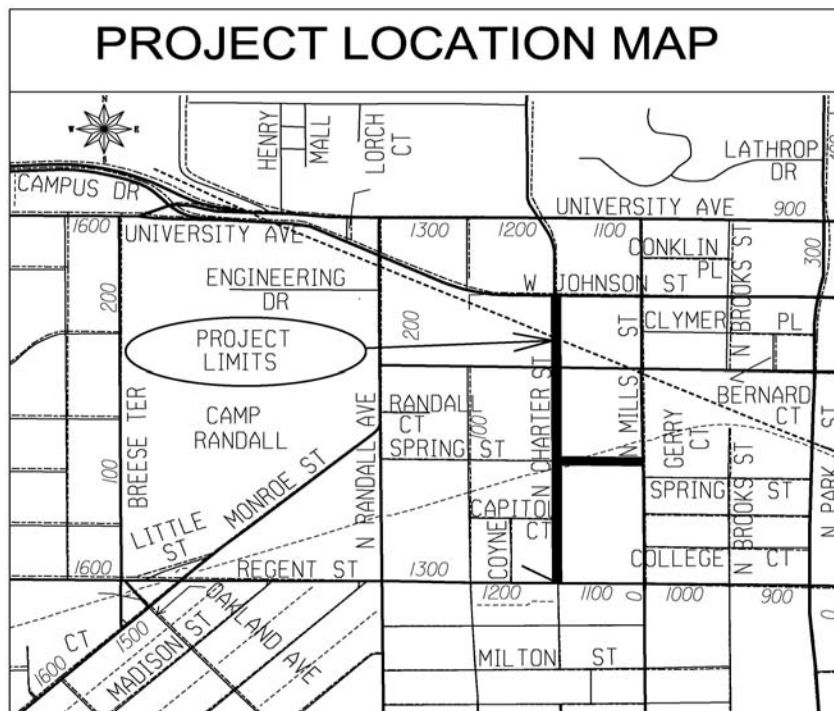 PROJECT LOCATION MAP
N
W E
S
HENRY
MALL
LORCH
CT
LATHROP
DR
CAMPUS DR
UNIVERSITY AVE
900
1600
UNIVERSITY AVE
1300
1200
1100
CONKLIN
PL
N BROOKS ST
300
200
ENGINEERING
DR
W JOHNSON ST
PROJECT
LIMITS
200
N MILLS ST
CLYMER PL
BREESE TER
CAMP
RANDALL
N RANDALL AVE
RANDAL
CT
100
N CHARTER ST
GERRY
CT
BERNARD
CT
N PARK ST
SPRING ST
100
MONROE ST
LITTLE
ST
CAPITOL
CT
COYNE
SPRING ST
N BROOKS ST
COLLEGE CT
1600
REGENT ST
1300
1200
1100
0
1000
900
0
CT
1600
1500
MADISON ST
OAKLAND AVE
MILTON ST